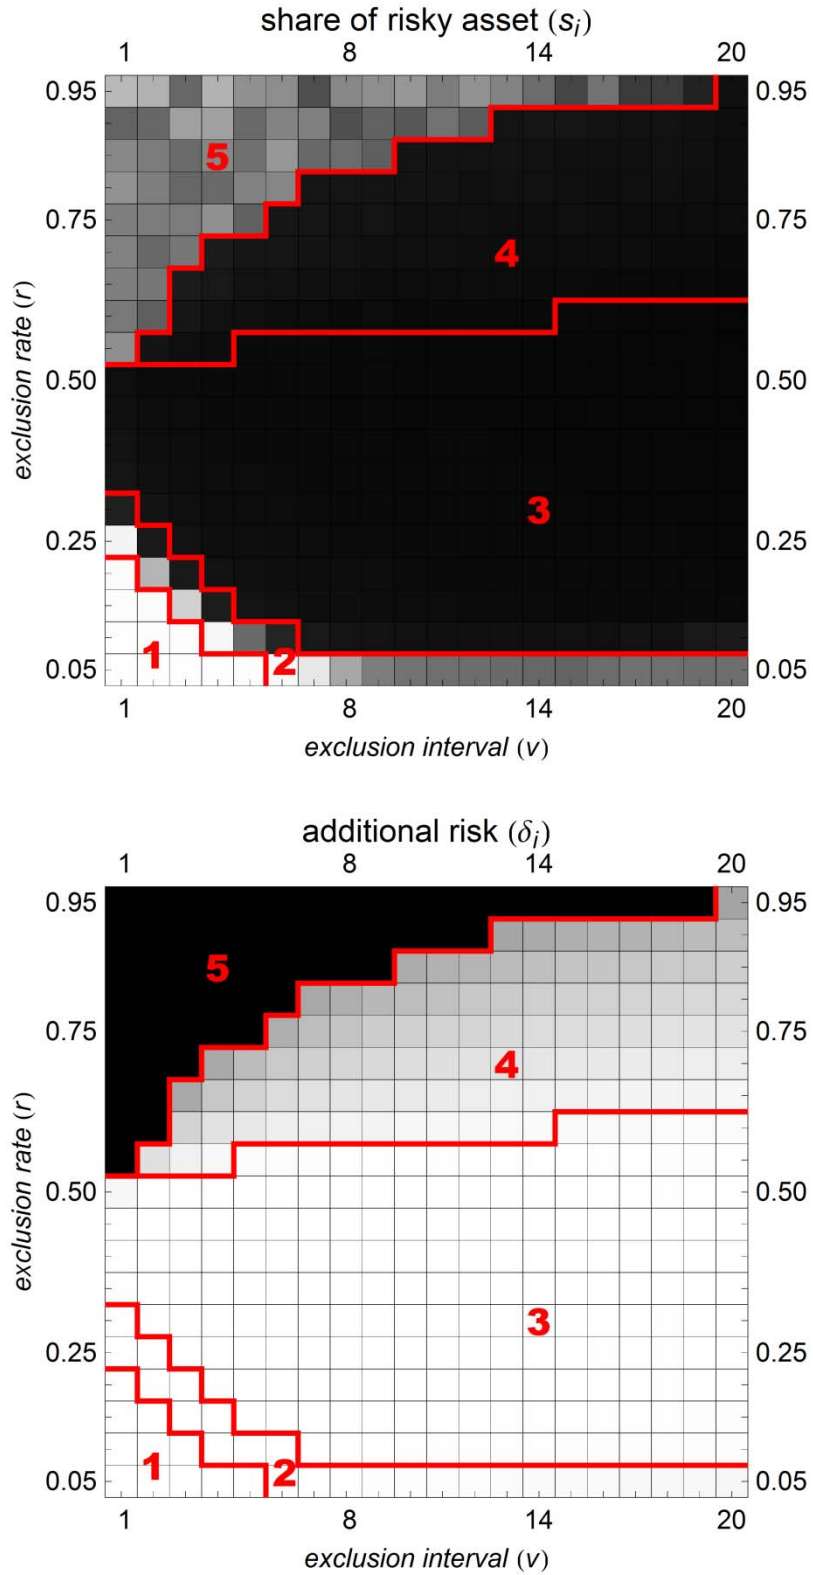 share of risky asset (sᵢ)
1 8 14 20
0.95 0.95
5
0.75 0.75
4
exclusion rate (r)
0.50 0.50
3
0.25 0.25
1 2
0.05 0.05
1 8 14 20
exclusion interval (v)
additional risk (δᵢ)
1 8 14 20
0.95 0.95
5
0.75 0.75
4
exclusion rate (r)
0.50 0.50
3
0.25 0.25
1 2
0.05 0.05
1 8 14 20
exclusion interval (v)